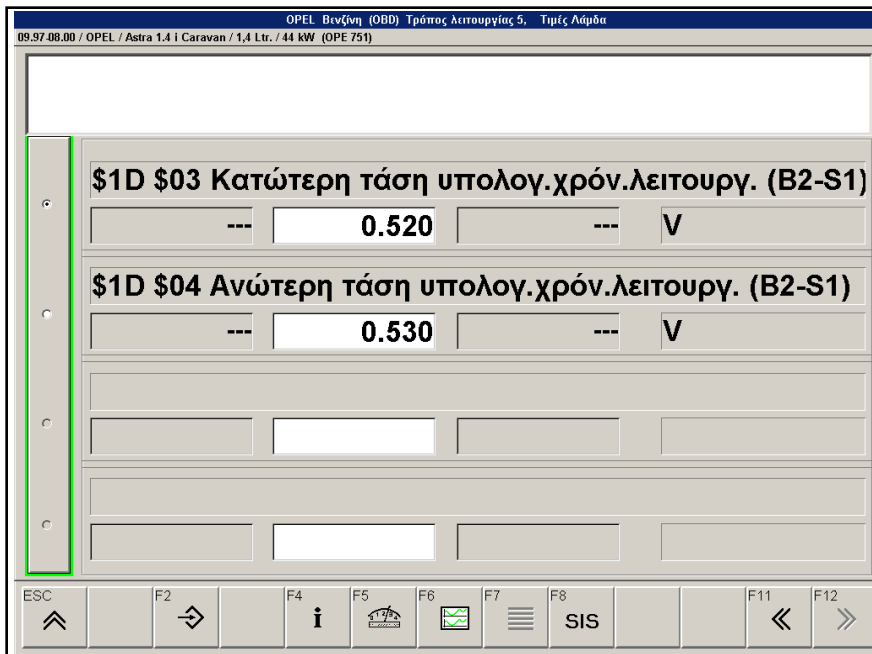 OPEL Βενζίνη (OBD) Τρόπος λειτουργίας 5, Τιμές Λάμδα
09.97-08.00 / OPEL / Astra 1.4 i Caravan / 1,4 Ltr. / 44 kW (OPE 751)
$1D $03 Κατώτερη τάση υπολογ.χρόν.λειτουργ. (B2-S1)
--- 0.520 --- V
$1D $04 Ανώτερη τάση υπολογ.χρόν.λειτουργ. (B2-S1)
--- 0.530 --- V
ESC F2 F4 F5 F6 F7 F8 F11 F12
i SIS